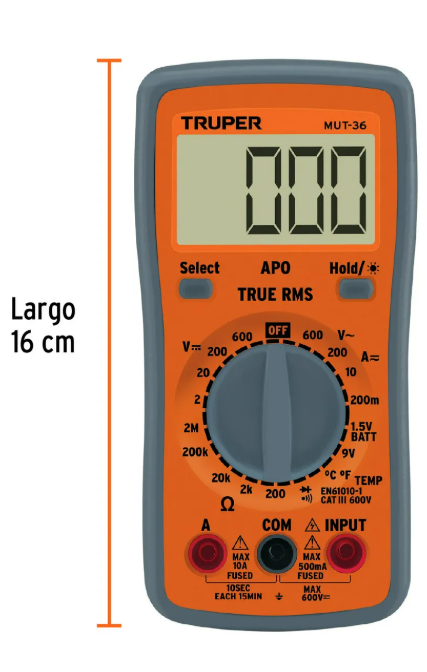 TRUPER
MUT-36
000
Largo
16 cm
Select
APO
Hold/
TRUE RMS
OFF
V⎓
600
200
20
2
600
V~
200
A≂
10
200m
1.5V
BATT
9V
°C °F TEMP
2M
200k
20k
2k
200
Ω
EN61010-1
CAT III 600V
A
COM
INPUT
MAX
10A
FUSED
MAX
500mA
FUSED
10SEC
EACH 15MIN
MAX
600V⎓